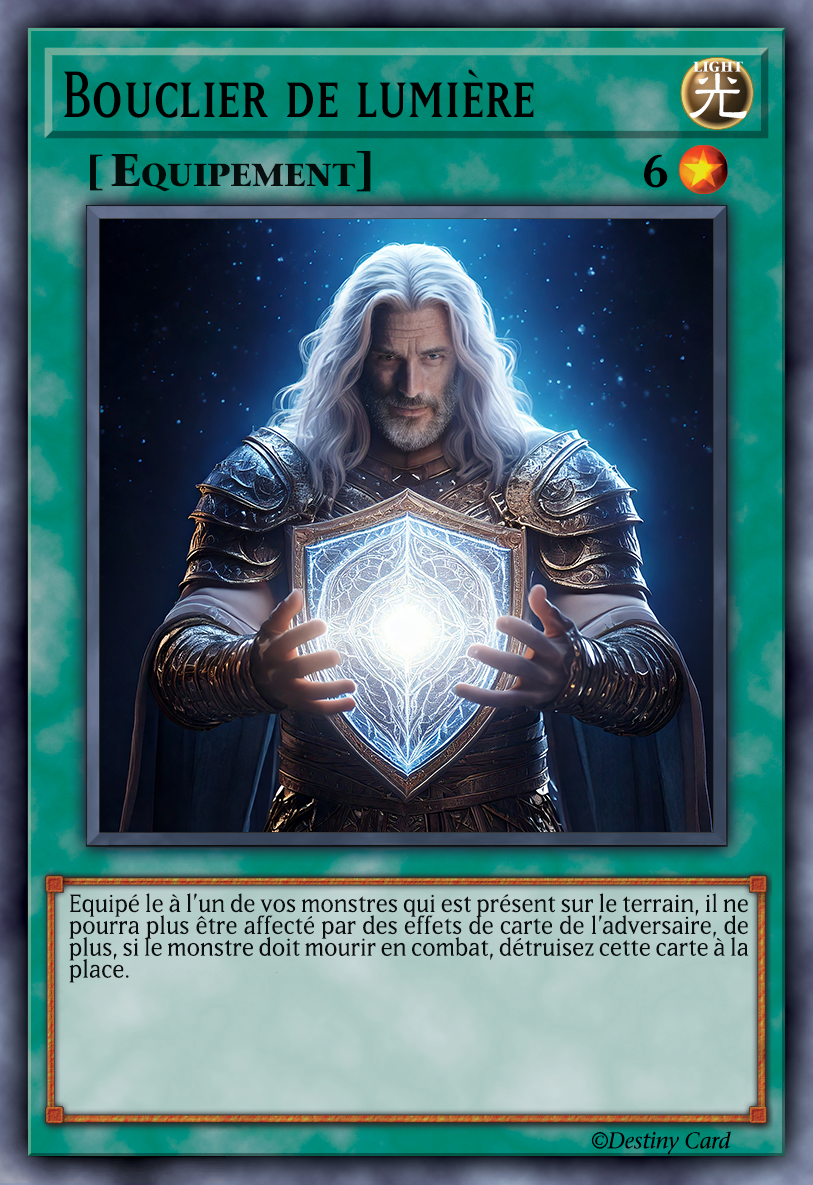 Bouclier de lumière
LIGHT
光
[ Equipement]
6
Equipé le à l'un de vos monstres qui est présent sur le terrain, il ne
pourra plus être affecté par des effets de carte de l'adversaire, de
plus, si le monstre doit mourir en combat, détruisez cette carte à la
place.
©Destiny Card